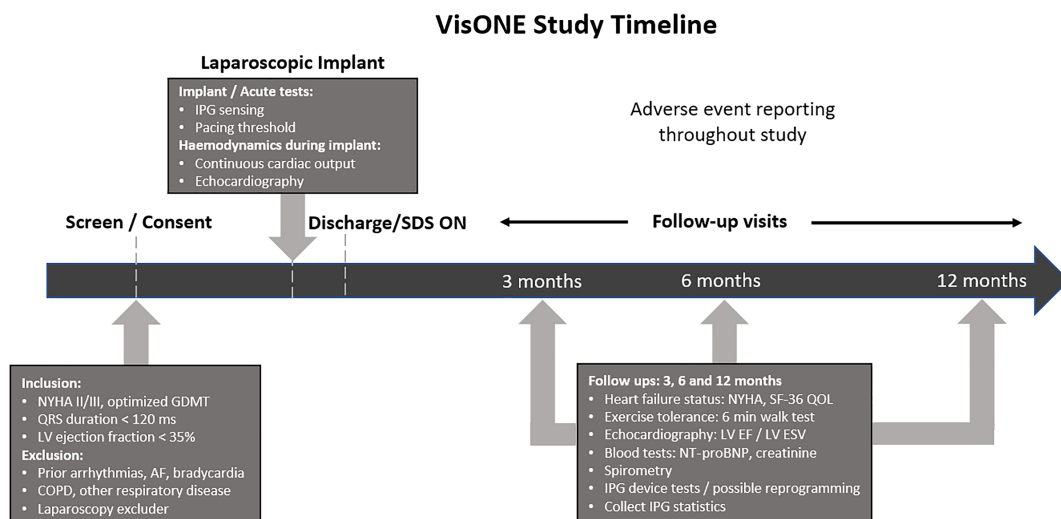 VisONE Study Timeline
Laparoscopic Implant
Implant / Acute tests:
• IPG sensing
• Pacing threshold
Haemodynamics during implant:
• Continuous cardiac output
• Echocardiography
Adverse event reporting
throughout study
Screen / Consent
Discharge/SDS ON
Follow-up visits
3 months
6 months
12 months
Inclusion:
• NYHA II/III, optimized GDMT
• QRS duration < 120 ms
• LV ejection fraction < 35%
Exclusion:
• Prior arrhythmias, AF, bradycardia
• COPD, other respiratory disease
• Laparoscopy excluder
Follow ups: 3, 6 and 12 months
• Heart failure status: NYHA, SF-36 QOL
• Exercise tolerance: 6 min walk test
• Echocardiography: LV EF / LV ESV
• Blood tests: NT-proBNP, creatinine
• Spirometry
• IPG device tests / possible reprogramming
• Collect IPG statistics